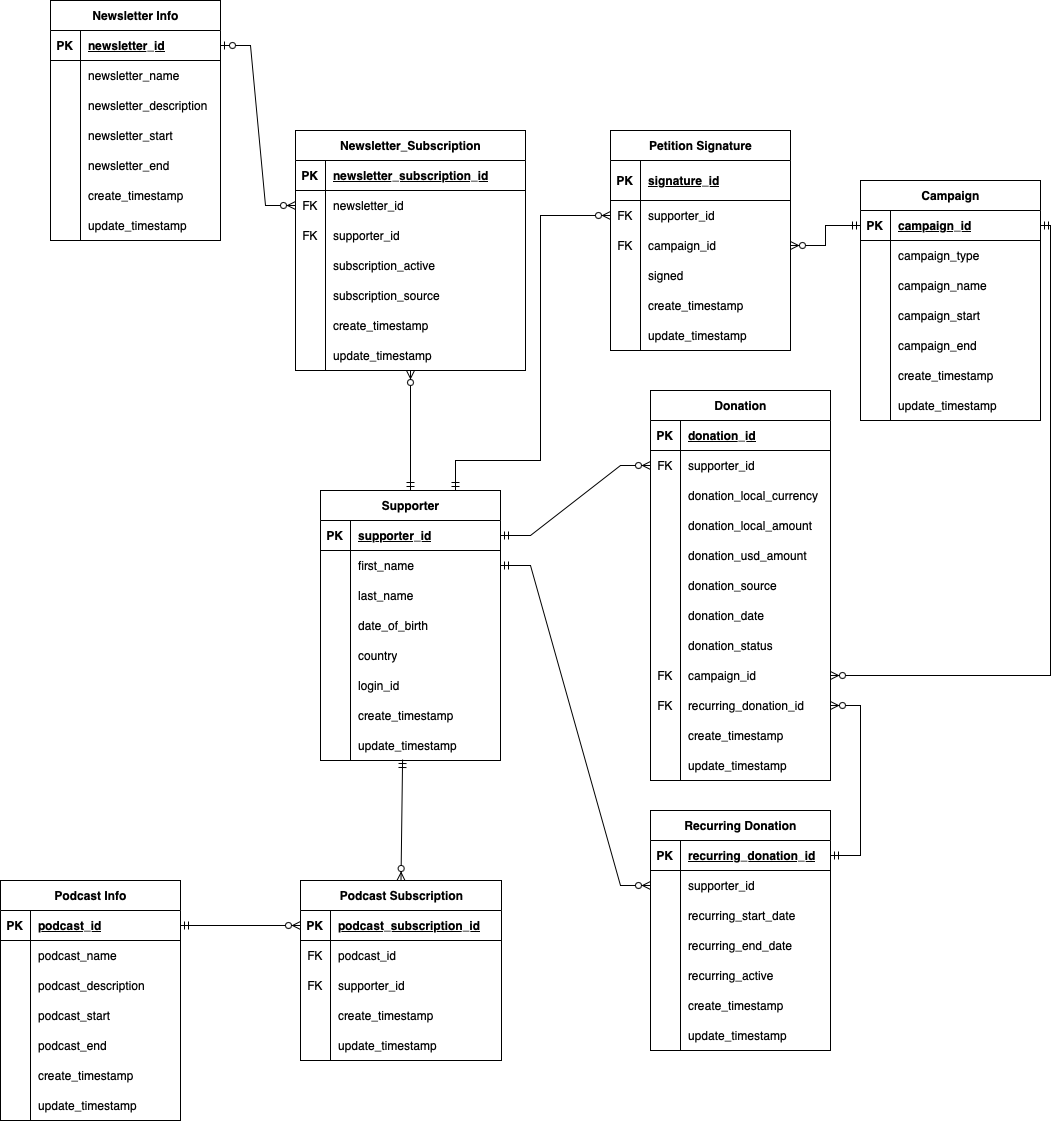 Newsletter Info
PK newsletter_id
newsletter_name
newsletter_description
newsletter_start
newsletter_end
create_timestamp
update_timestamp
Newsletter_Subscription
PK newsletter_subscription_id
FK newsletter_id
FK supporter_id
subscription_active
subscription_source
create_timestamp
update_timestamp
Petition Signature
PK signature_id
FK supporter_id
FK campaign_id
signed
create_timestamp
update_timestamp
Campaign
PK campaign_id
campaign_type
campaign_name
campaign_start
campaign_end
create_timestamp
update_timestamp
Donation
PK donation_id
FK supporter_id
donation_local_currency
donation_local_amount
donation_usd_amount
donation_source
donation_date
donation_status
FK campaign_id
FK recurring_donation_id
create_timestamp
update_timestamp
Supporter
PK supporter_id
first_name
last_name
date_of_birth
country
login_id
create_timestamp
update_timestamp
Recurring Donation
PK recurring_donation_id
supporter_id
recurring_start_date
recurring_end_date
recurring_active
create_timestamp
update_timestamp
Podcast Info
PK podcast_id
podcast_name
podcast_description
podcast_start
podcast_end
create_timestamp
update_timestamp
Podcast Subscription
PK podcast_subscription_id
FK podcast_id
FK supporter_id
create_timestamp
update_timestamp